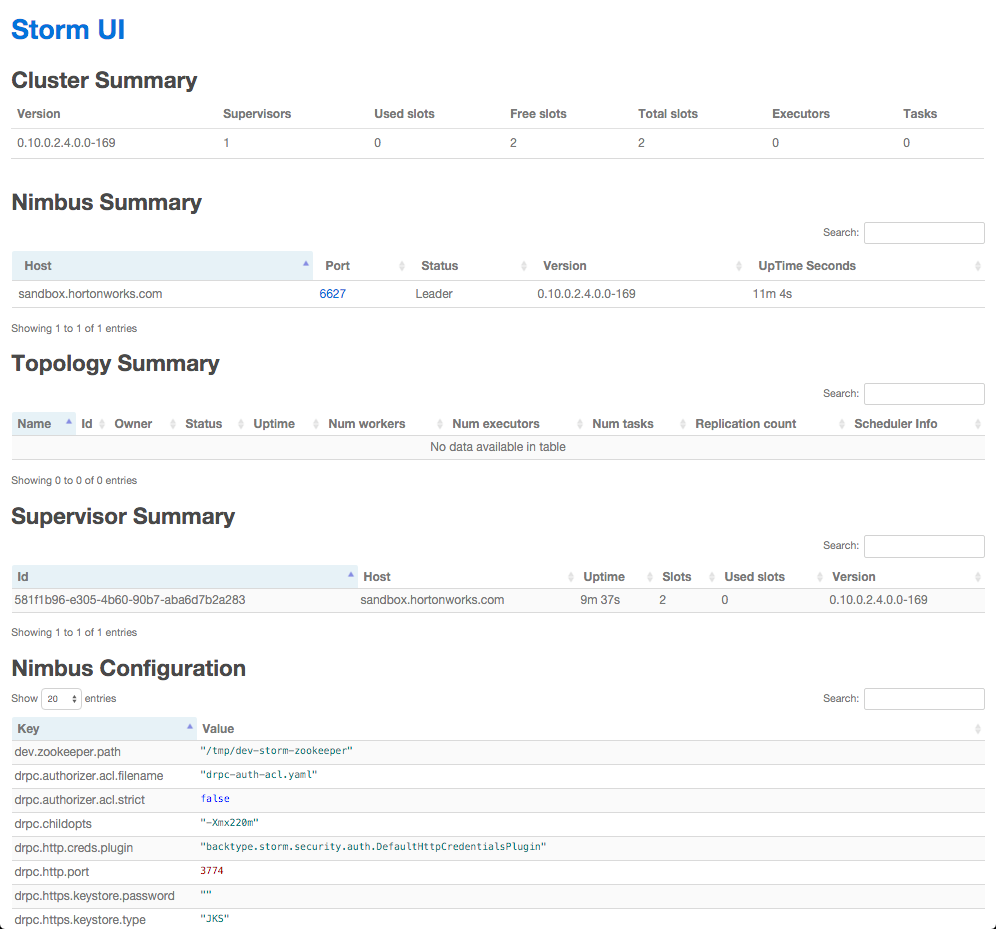 Storm UI
Cluster Summary
Version Supervisors Used slots Free slots Total slots Executors Tasks
0.10.0.2.4.0.0-169 1 0 2 2 0 0
Nimbus Summary
Search:
Host Port Status Version UpTime Seconds
sandbox.hortonworks.com 6627 Leader 0.10.0.2.4.0.0-169 11m 4s
Showing 1 to 1 of 1 entries
Topology Summary
Search:
Name Id Owner Status Uptime Num workers Num executors Num tasks Replication count Scheduler Info
No data available in table
Showing 0 to 0 of 0 entries
Supervisor Summary
Search:
Id Host Uptime Slots Used slots Version
581f1b96-e305-4b60-90b7-aba6d7b2a283 sandbox.hortonworks.com 9m 37s 2 0 0.10.0.2.4.0.0-169
Showing 1 to 1 of 1 entries
Nimbus Configuration
Show 20 entries Search:
Key Value
dev.zookeeper.path "/tmp/dev-storm-zookeeper"
drpc.authorizer.acl.filename "drpc-auth-acl.yaml"
drpc.authorizer.acl.strict false
drpc.childopts "-Xmx220m"
drpc.http.creds.plugin "backtype.storm.security.auth.DefaultHttpCredentialsPlugin"
drpc.http.port 3774
drpc.https.keystore.password ""
drpc.https.keystore.type "JKS"